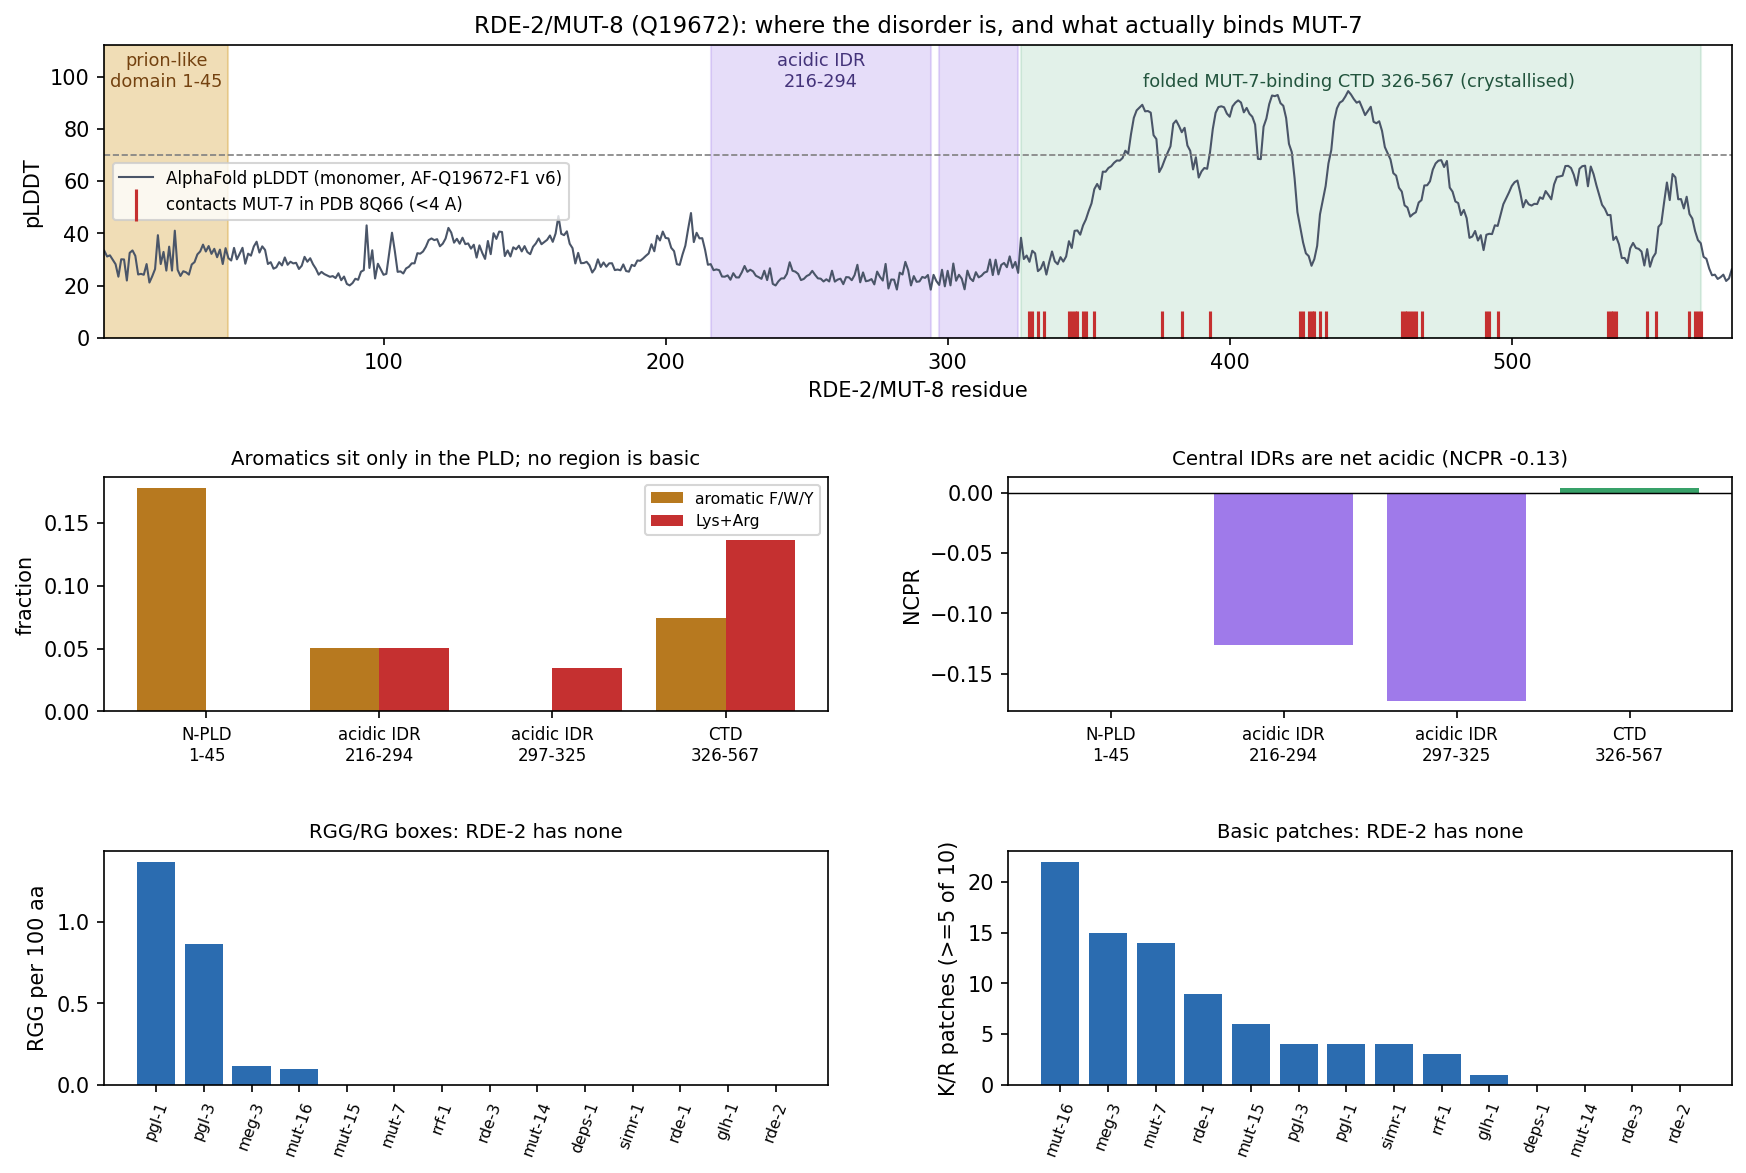 RDE-2/MUT-8 (Q19672): where the disorder is, and what actually binds MUT-7
prion-like
domain 1-45
acidic IDR
216-294
folded MUT-7-binding CTD 326-567 (crystallised)
AlphaFold pLDDT (monomer, AF-Q19672-F1 v6)
contacts MUT-7 in PDB 8Q66 (<4 A)
pLDDT
100
80
60
40
20
0
100
200
300
400
500
RDE-2/MUT-8 residue
Aromatics sit only in the PLD; no region is basic
aromatic F/W/Y
Lys+Arg
fraction
0.15
0.10
0.05
0.00
N-PLD
1-45
acidic IDR
216-294
acidic IDR
297-325
CTD
326-567
Central IDRs are net acidic (NCPR -0.13)
NCPR
0.00
−0.05
−0.10
−0.15
N-PLD
1-45
acidic IDR
216-294
acidic IDR
297-325
CTD
326-567
RGG/RG boxes: RDE-2 has none
RGG per 100 aa
1.0
0.5
0.0
pgl-1
pgl-3
meg-3
mut-16
mut-15
mut-7
rrf-1
rde-3
mut-14
deps-1
simr-1
rde-1
glh-1
rde-2
Basic patches: RDE-2 has none
K/R patches (>=5 of 10)
20
15
10
5
0
mut-16
meg-3
mut-7
rde-1
mut-15
pgl-3
pgl-1
simr-1
rrf-1
glh-1
deps-1
mut-14
rde-3
rde-2